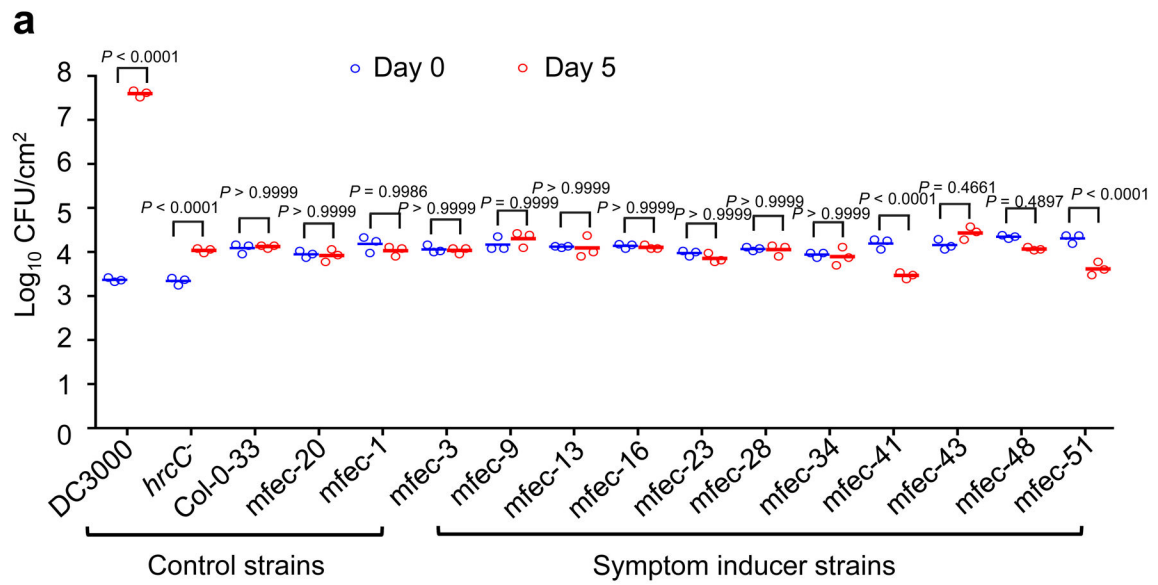 a
P < 0.0001
Day 0
Day 5
Log10 CFU/cm2
8
7
6
5
4
3
2
1
0
P < 0.0001
P > 0.9999
P > 0.9999
P = 0.9986
P > 0.9999
P = 0.9999
P > 0.9999
P > 0.9999
P > 0.9999
P > 0.9999
P > 0.9999
P < 0.0001
P = 0.4661
P = 0.4897
P < 0.0001
DC3000
hrcC-
Col-0-33
mfec-20
mfec-1
mfec-3
mfec-9
mfec-13
mfec-16
mfec-23
mfec-28
mfec-34
mfec-41
mfec-43
mfec-48
mfec-51
Control strains
Symptom inducer strains